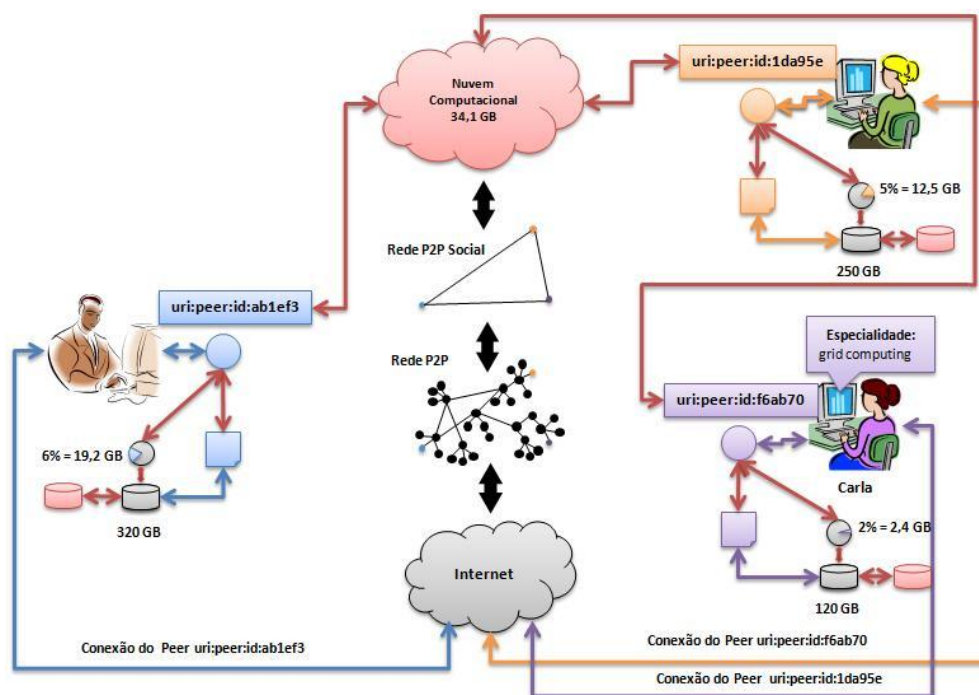 Nuvem
Computacional
34,1 GB
uri:peer:id:1da95e
5% = 12,5 GB
250 GB
Rede P2P Social
uri:peer:id:ab1ef3
6% = 19,2 GB
320 GB
Rede P2P
Especialidade:
grid computing
uri:peer:id:f6ab70
Carla
2% = 2,4 GB
120 GB
Internet
Conexão do Peer uri:peer:id:ab1ef3
Conexão do Peer uri:peer:id:f6ab70
Conexão do Peer uri:peer:id:1da95e